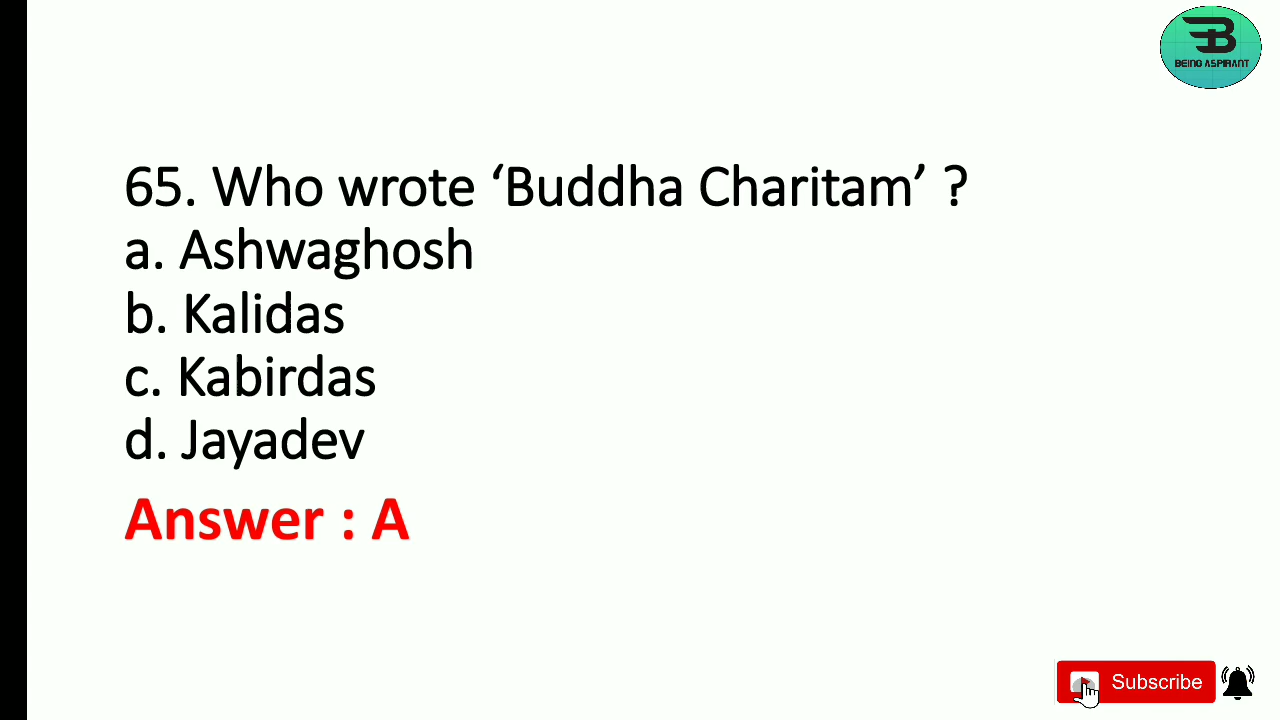 BEING ASPIRANT
65. Who wrote ‘Buddha Charitam’ ?
a. Ashwaghosh
b. Kalidas
c. Kabirdas
d. Jayadev
Answer : A
Subscribe